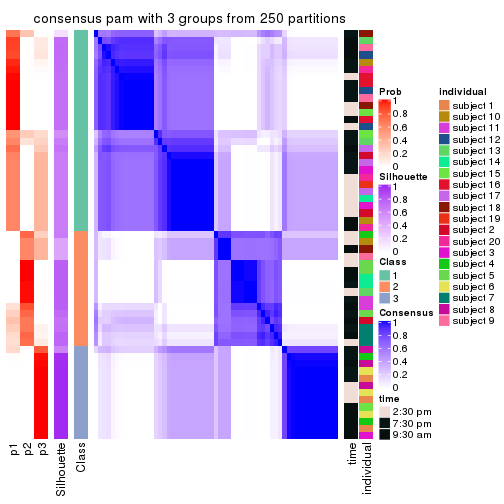 consensus pam with 3 groups from 250 partitions
p1
p2
p3
Silhouette
Class
time
individual
Prob
1
0.8
0.6
0.4
0.2
0
Silhouette
1
0.8
0.6
0.4
0.2
0
Class
1
2
3
Consensus
1
0.8
0.6
0.4
0.2
0
time
2:30 pm
7:30 pm
9:30 am
individual
subject 1
subject 10
subject 11
subject 12
subject 13
subject 14
subject 15
subject 16
subject 17
subject 18
subject 19
subject 2
subject 20
subject 3
subject 4
subject 5
subject 6
subject 7
subject 8
subject 9